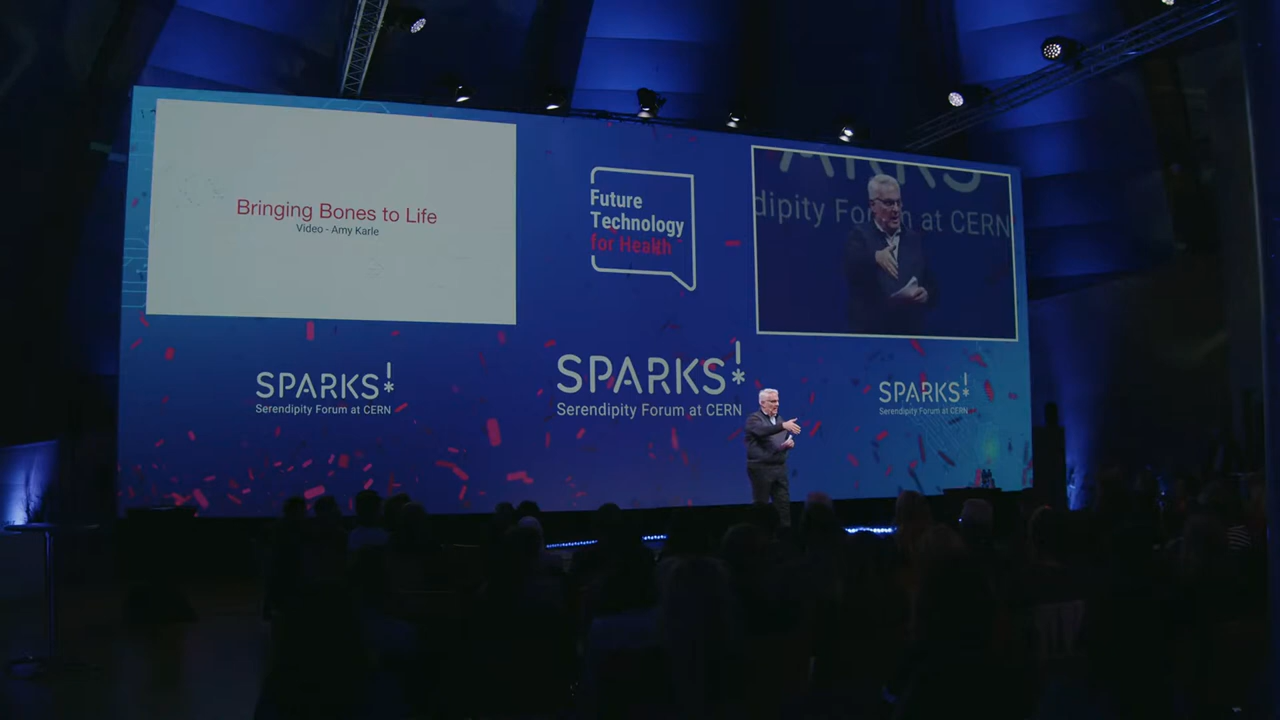 Bringing Bones to Life
Video - Amy Karle
Future
Technology
for Health
ARKS
dipity Forum at CERN
SPARKS!*
Serendipity Forum at CERN
SPARKS!*
Serendipity Forum at CERN
SPARKS!*
Serendipity Forum at CERN